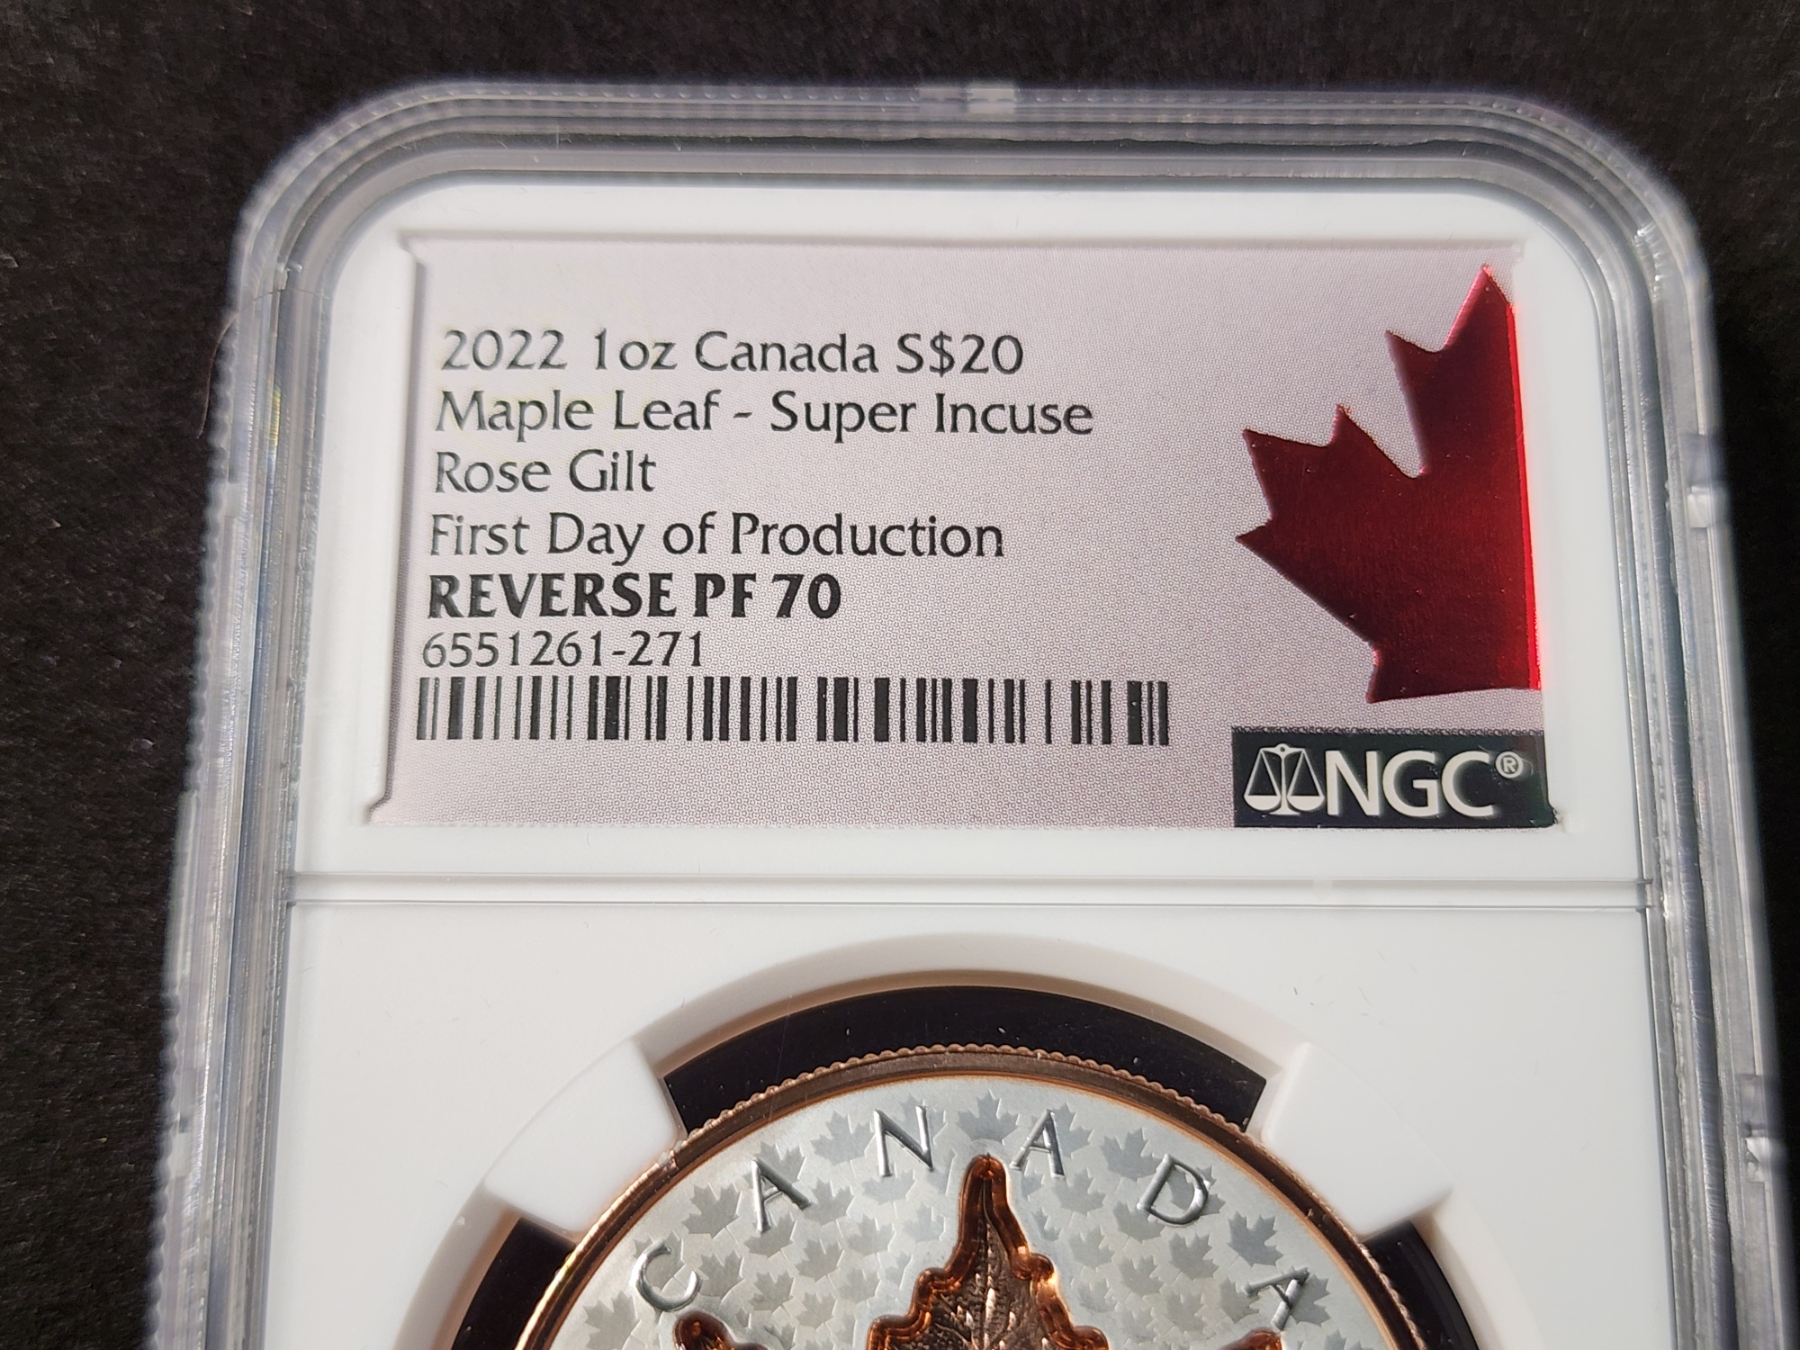 2022 1oz Canada S$20
Maple Leaf - Super Incuse
Rose Gilt
First Day of Production
REVERSE PF 70
6551261-271
NGC®
CANADA